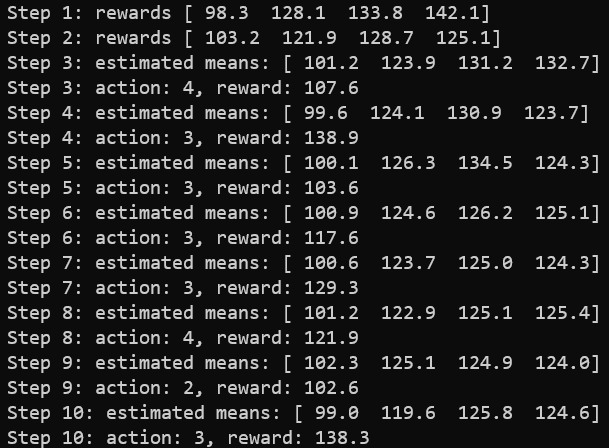 Step 1: rewards [ 98.3  128.1  133.8  142.1]
Step 2: rewards [ 103.2  121.9  128.7  125.1]
Step 3: estimated means: [ 101.2  123.9  131.2  132.7]
Step 3: action: 4, reward: 107.6
Step 4: estimated means: [ 99.6  124.1  130.9  123.7]
Step 4: action: 3, reward: 138.9
Step 5: estimated means: [ 100.1  126.3  134.5  124.3]
Step 5: action: 3, reward: 103.6
Step 6: estimated means: [ 100.9  124.6  126.2  125.1]
Step 6: action: 3, reward: 117.6
Step 7: estimated means: [ 100.6  123.7  125.0  124.3]
Step 7: action: 3, reward: 129.3
Step 8: estimated means: [ 101.2  122.9  125.1  125.4]
Step 8: action: 4, reward: 121.9
Step 9: estimated means: [ 102.3  125.1  124.9  124.0]
Step 9: action: 2, reward: 102.6
Step 10: estimated means: [ 99.0  119.6  125.8  124.6]
Step 10: action: 3, reward: 138.3